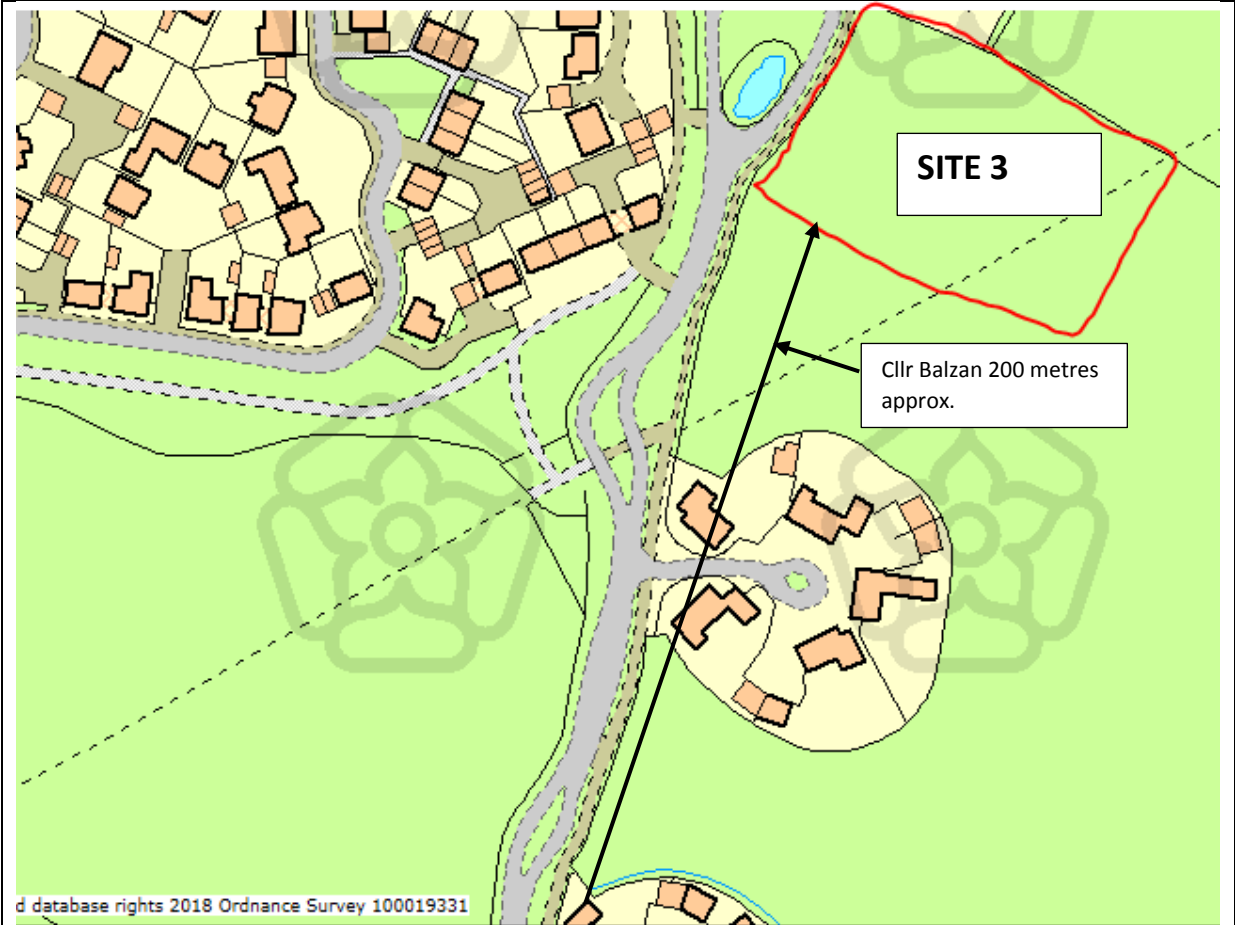 SITE 3
Cllr Balzan 200 metres
approx.
d database rights 2018 Ordnance Survey 100019331